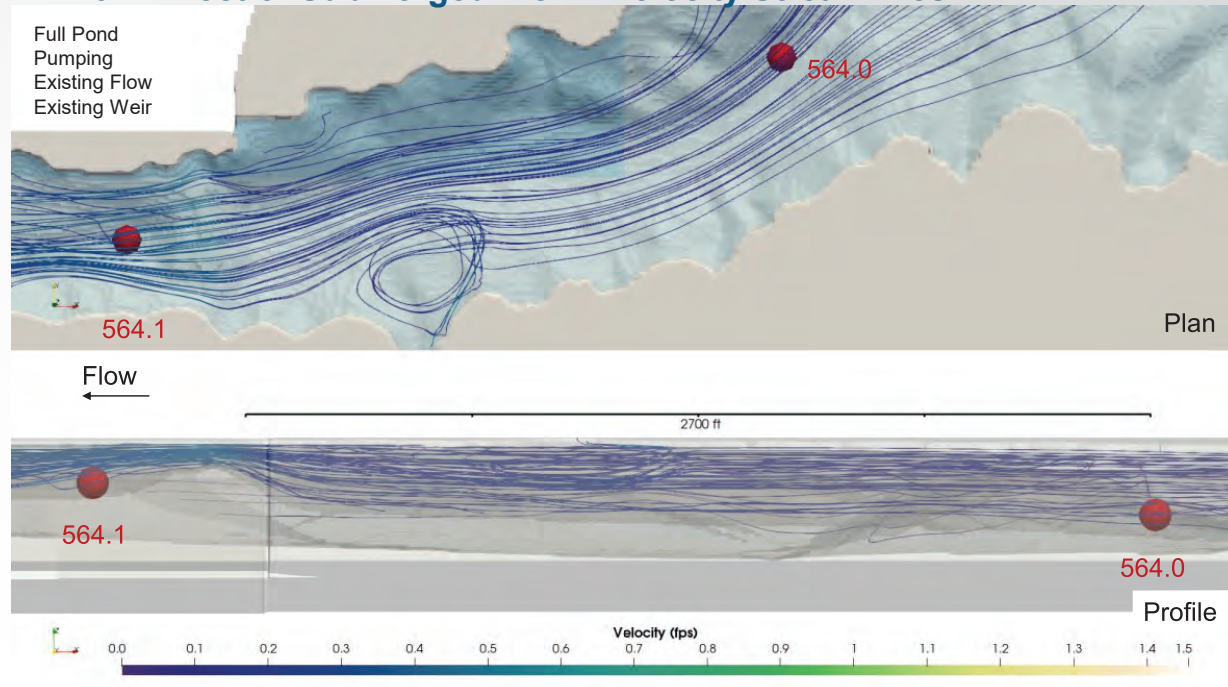 Full Pond
Pumping
Existing Flow
Existing Weir
564.0
564.1
Plan
Flow
2700 ft
564.1
564.0
Profile
Velocity (fps)
0.0 0.1 0.2 0.3 0.4 0.5 0.6 0.7 0.8 0.9 1 1.1 1.2 1.3 1.4 1.5